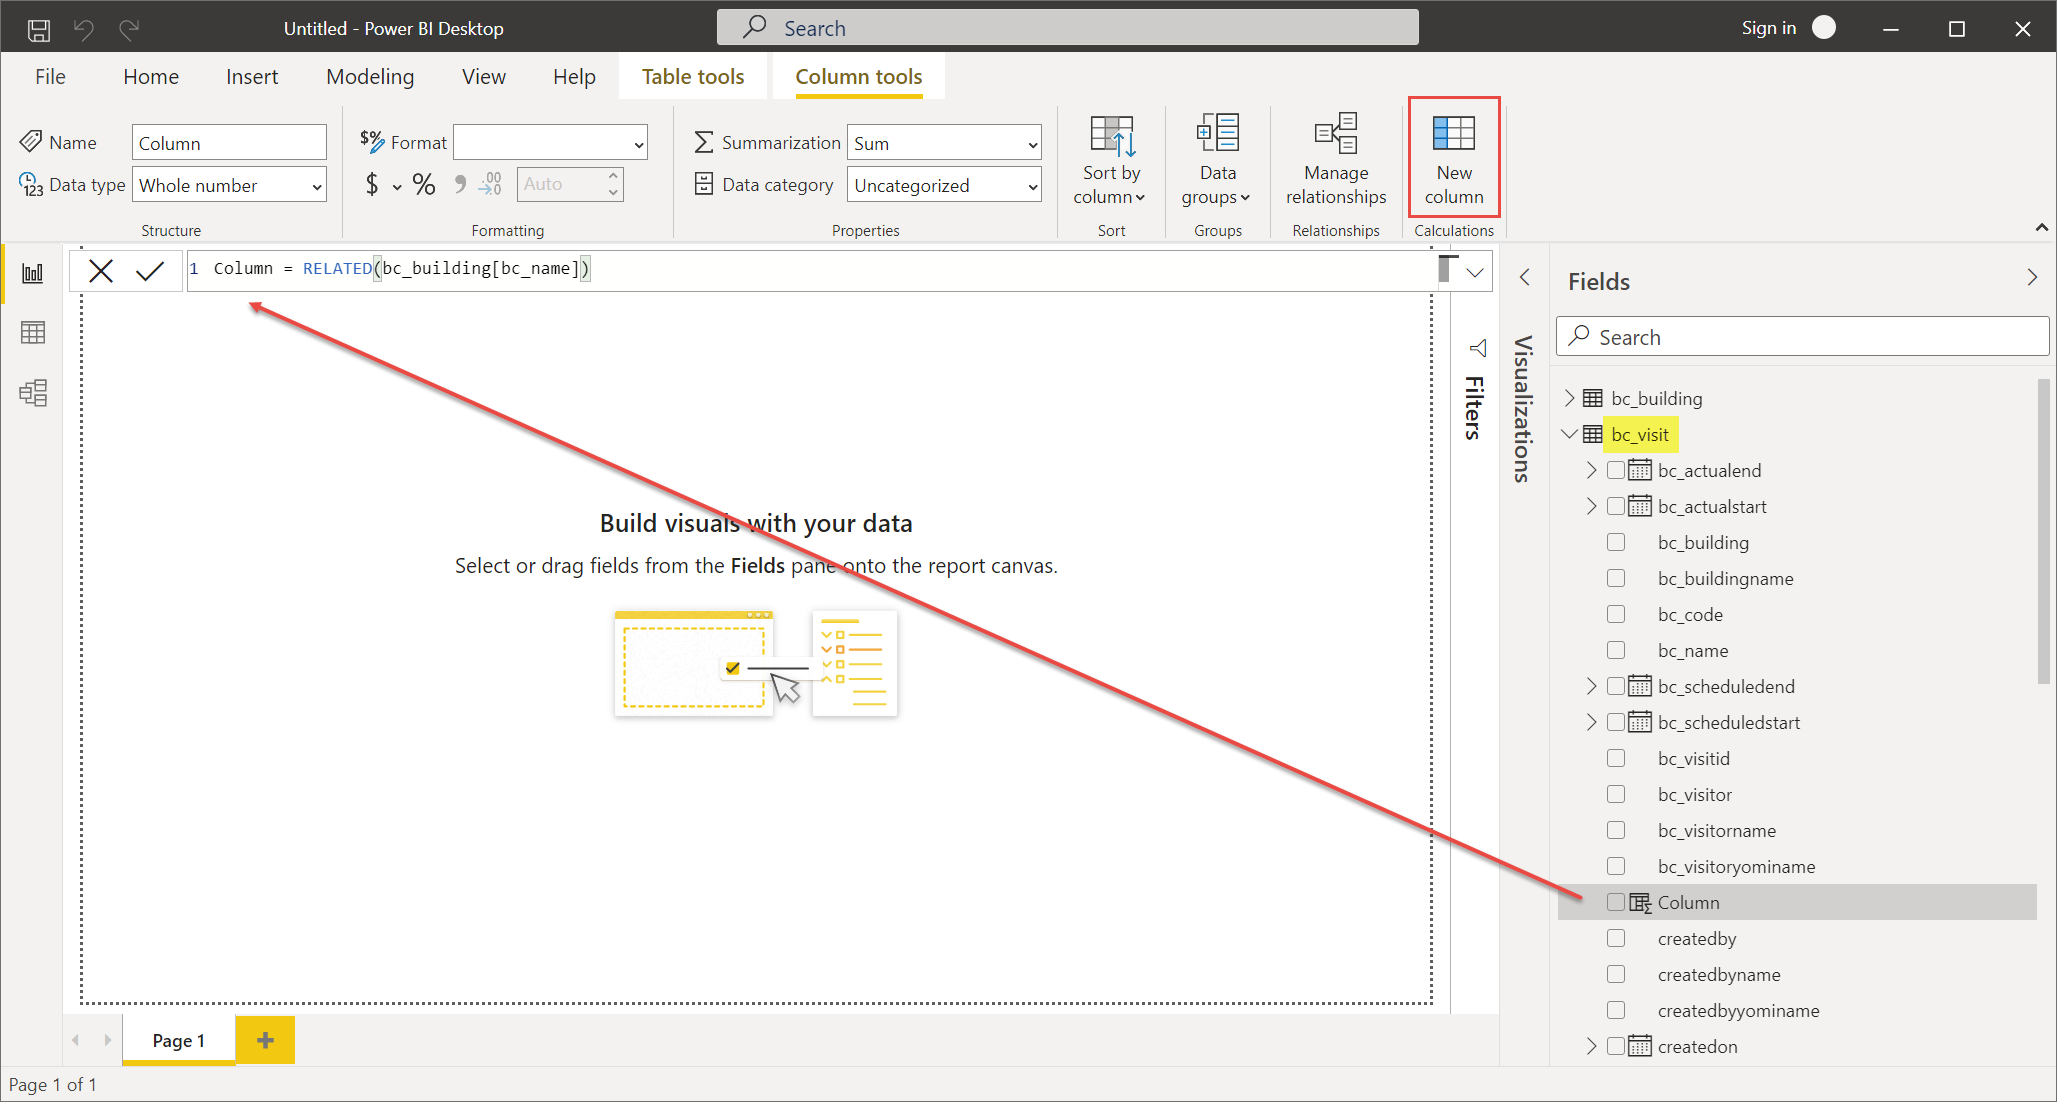 Untitled - Power BI Desktop
Search
Sign in
File Home Insert Modeling View Help Table tools Column tools
Name Column
Data type Whole number
Structure
$% Format
$ % 9 .00 Auto
Formatting
Summarization Sum
Data category Uncategorized
Properties
Sort by
column
Sort
Data
groups
Groups
Manage
relationships
Relationships
New
column
Calculations
1 Column = RELATED(bc_building[bc_name])
Build visuals with your data
Select or drag fields from the Fields pane onto the report canvas.
Filters
Visualizations
Fields
Search
bc_building
bc_visit
bc_actualend
bc_actualstart
bc_building
bc_buildingname
bc_code
bc_name
bc_scheduledend
bc_scheduledstart
bc_visitid
bc_visitor
bc_visitorname
bc_visitoryominame
Column
createdby
createdbyname
createdbyyominame
createdon
Page 1
+
Page 1 of 1